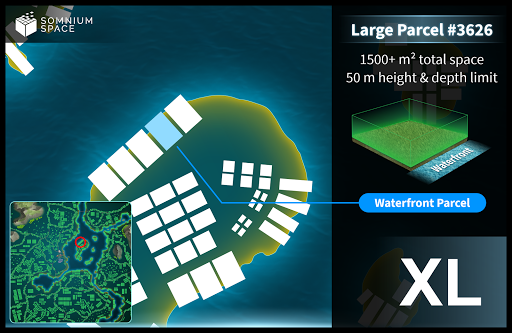 SOMNIUM
SPACE
Large Parcel #3626
1500+ m² total space
50 m height & depth limit
Waterfront
Waterfront Parcel
XL